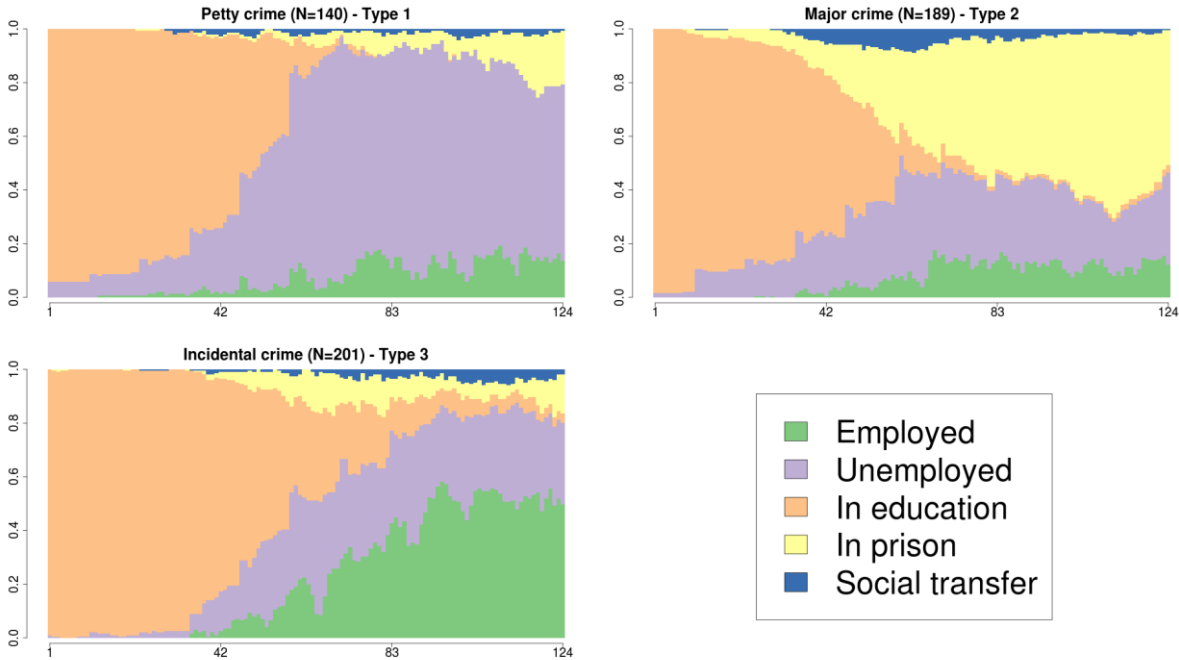 Petty crime (N=140) - Type 1
1.0
0.8
0.6
0.4
0.2
0.0
1 42 83 124
Major crime (N=189) - Type 2
1.0
0.8
0.6
0.4
0.2
0.0
1 42 83 124
Incidental crime (N=201) - Type 3
1.0
0.8
0.6
0.4
0.2
0.0
1 42 83 124
Employed
Unemployed
In education
In prison
Social transfer